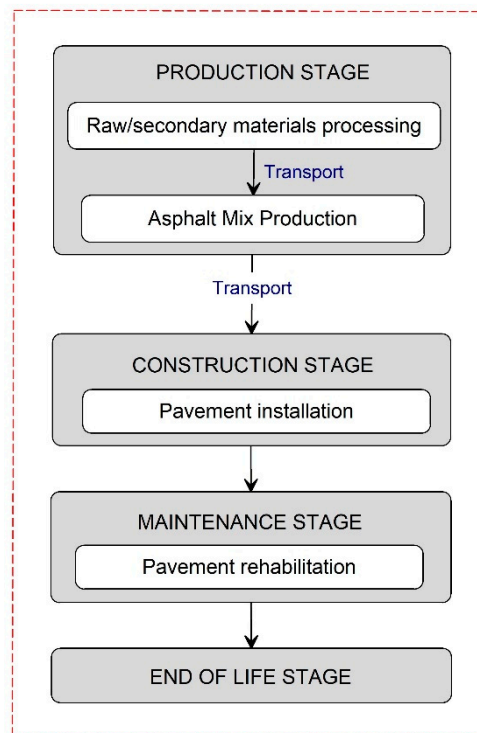 PRODUCTION STAGE
Raw/secondary materials processing
Transport
Asphalt Mix Production
Transport
CONSTRUCTION STAGE
Pavement installation
MAINTENANCE STAGE
Pavement rehabilitation
END OF LIFE STAGE